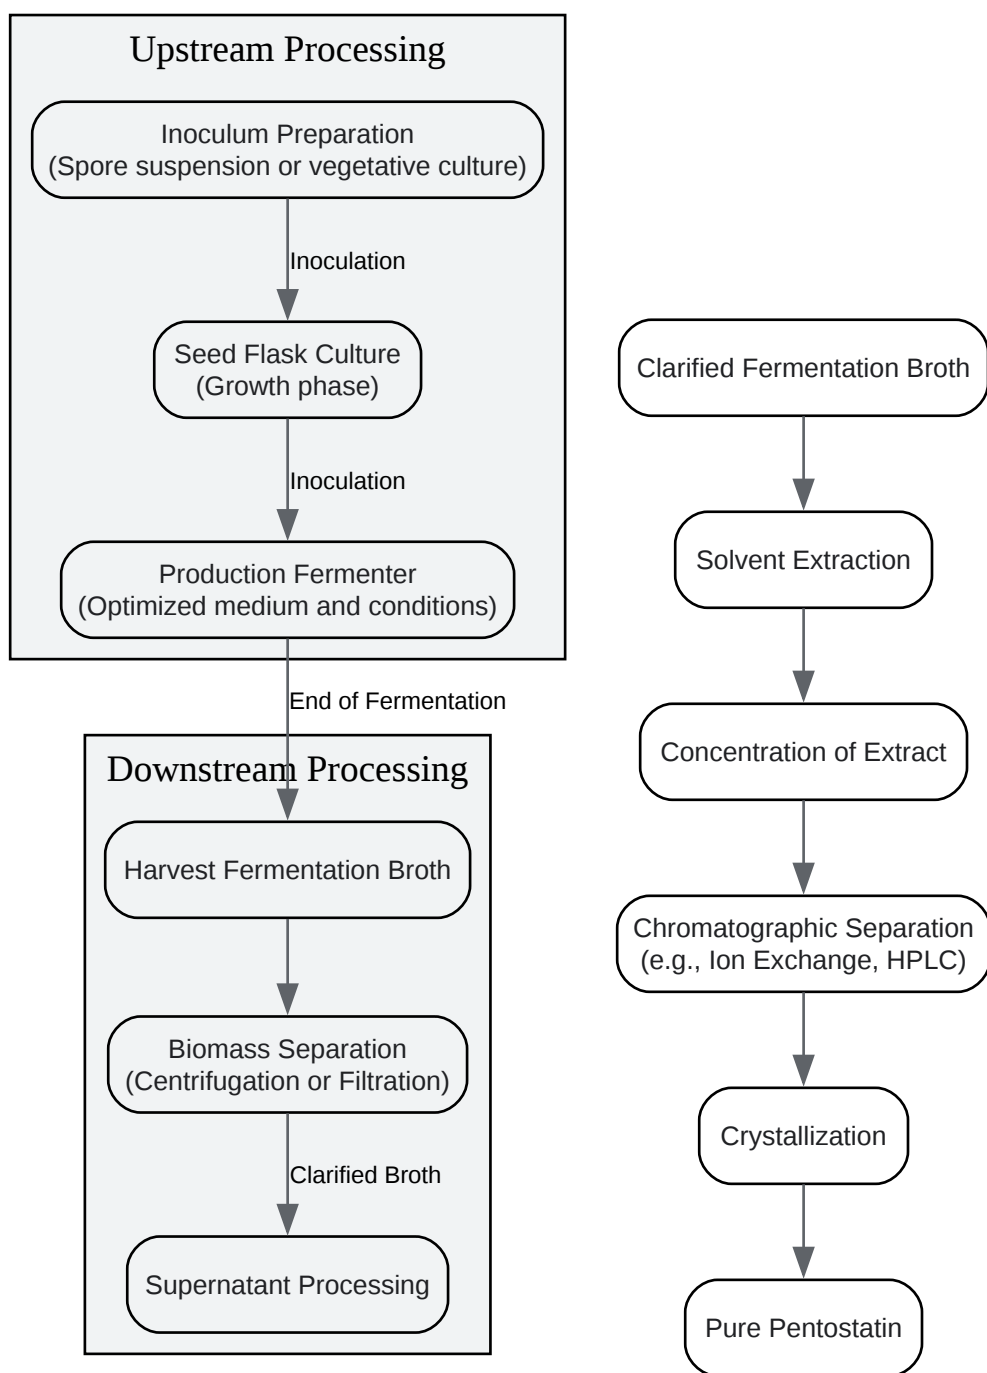 Upstream Processing
Inoculum Preparation
(Spore suspension or vegetative culture)
Inoculation
Seed Flask Culture
(Growth phase)
Inoculation
Production Fermenter
(Optimized medium and conditions)
End of Fermentation
Downstream Processing
Harvest Fermentation Broth
Biomass Separation
(Centrifugation or Filtration)
Clarified Broth
Supernatant Processing
Clarified Fermentation Broth
Solvent Extraction
Concentration of Extract
Chromatographic Separation
(e.g., Ion Exchange, HPLC)
Crystallization
Pure Pentostatin